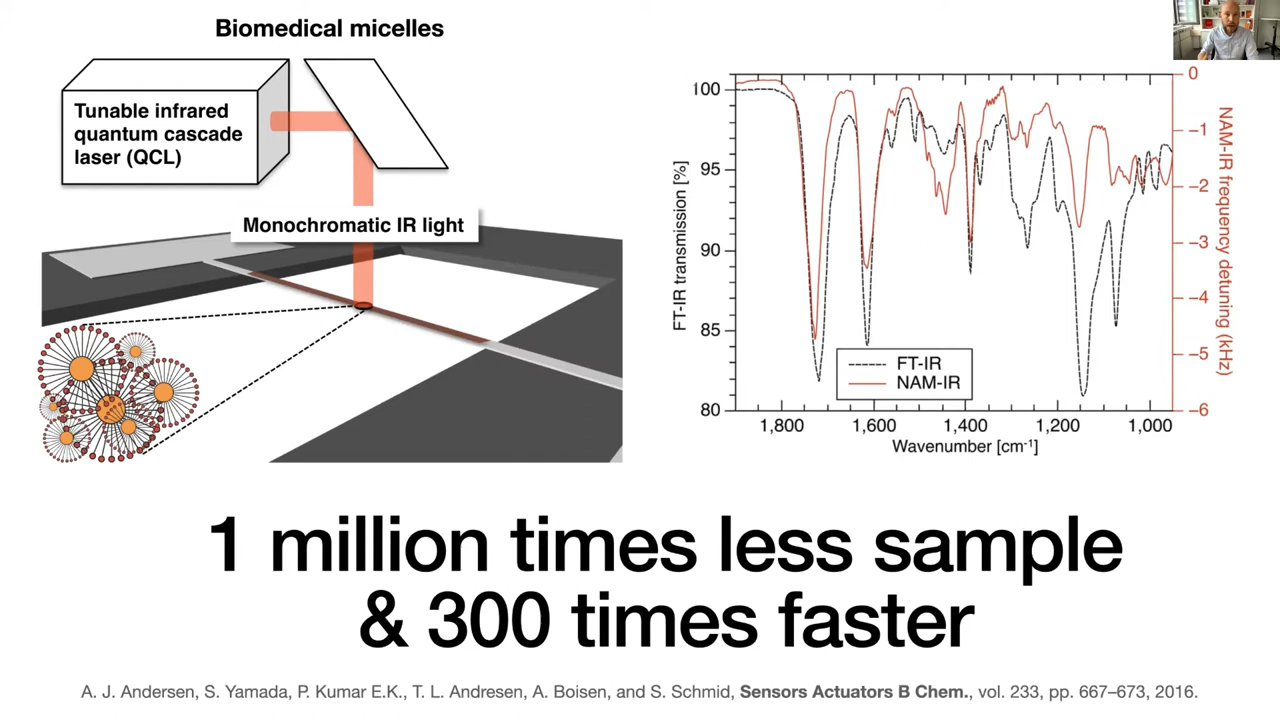 Biomedical micelles
Tunable infrared
quantum cascade
laser (QCL)
Monochromatic IR light
FT-IR transmission [%]
100
95
90
85
80
1,800
1,600
1,400
1,200
1,000
Wavenumber [cm⁻¹]
FT-IR
NAM-IR
0
−1
−2
−3
−4
−5
−6
NAM-IR frequency detuning (kHz)
1 million times less sample
& 300 times faster
A. J. Andersen, S. Yamada, P. Kumar E.K., T. L. Andresen, A. Boisen, and S. Schmid, Sensors Actuators B Chem., vol. 233, pp. 667–673, 2016.